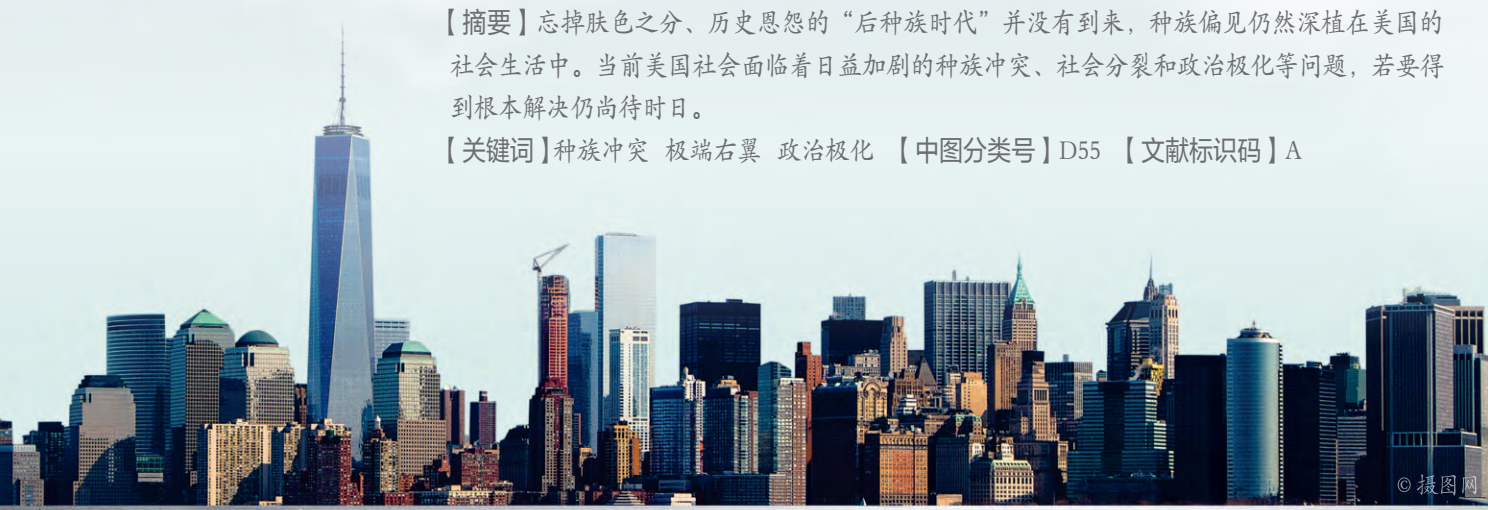 【摘要】忘掉肤色之分、历史恩怨的“后种族时代”并没有到来，种族偏见仍然深植在美国的
社会生活中。当前美国社会面临着日益加剧的种族冲突、社会分裂和政治极化等问题，若要得
到根本解决仍尚待时日。
【关键词】种族冲突 极端右翼 政治极化 【中图分类号】D55 【文献标识码】A
© 摄图网